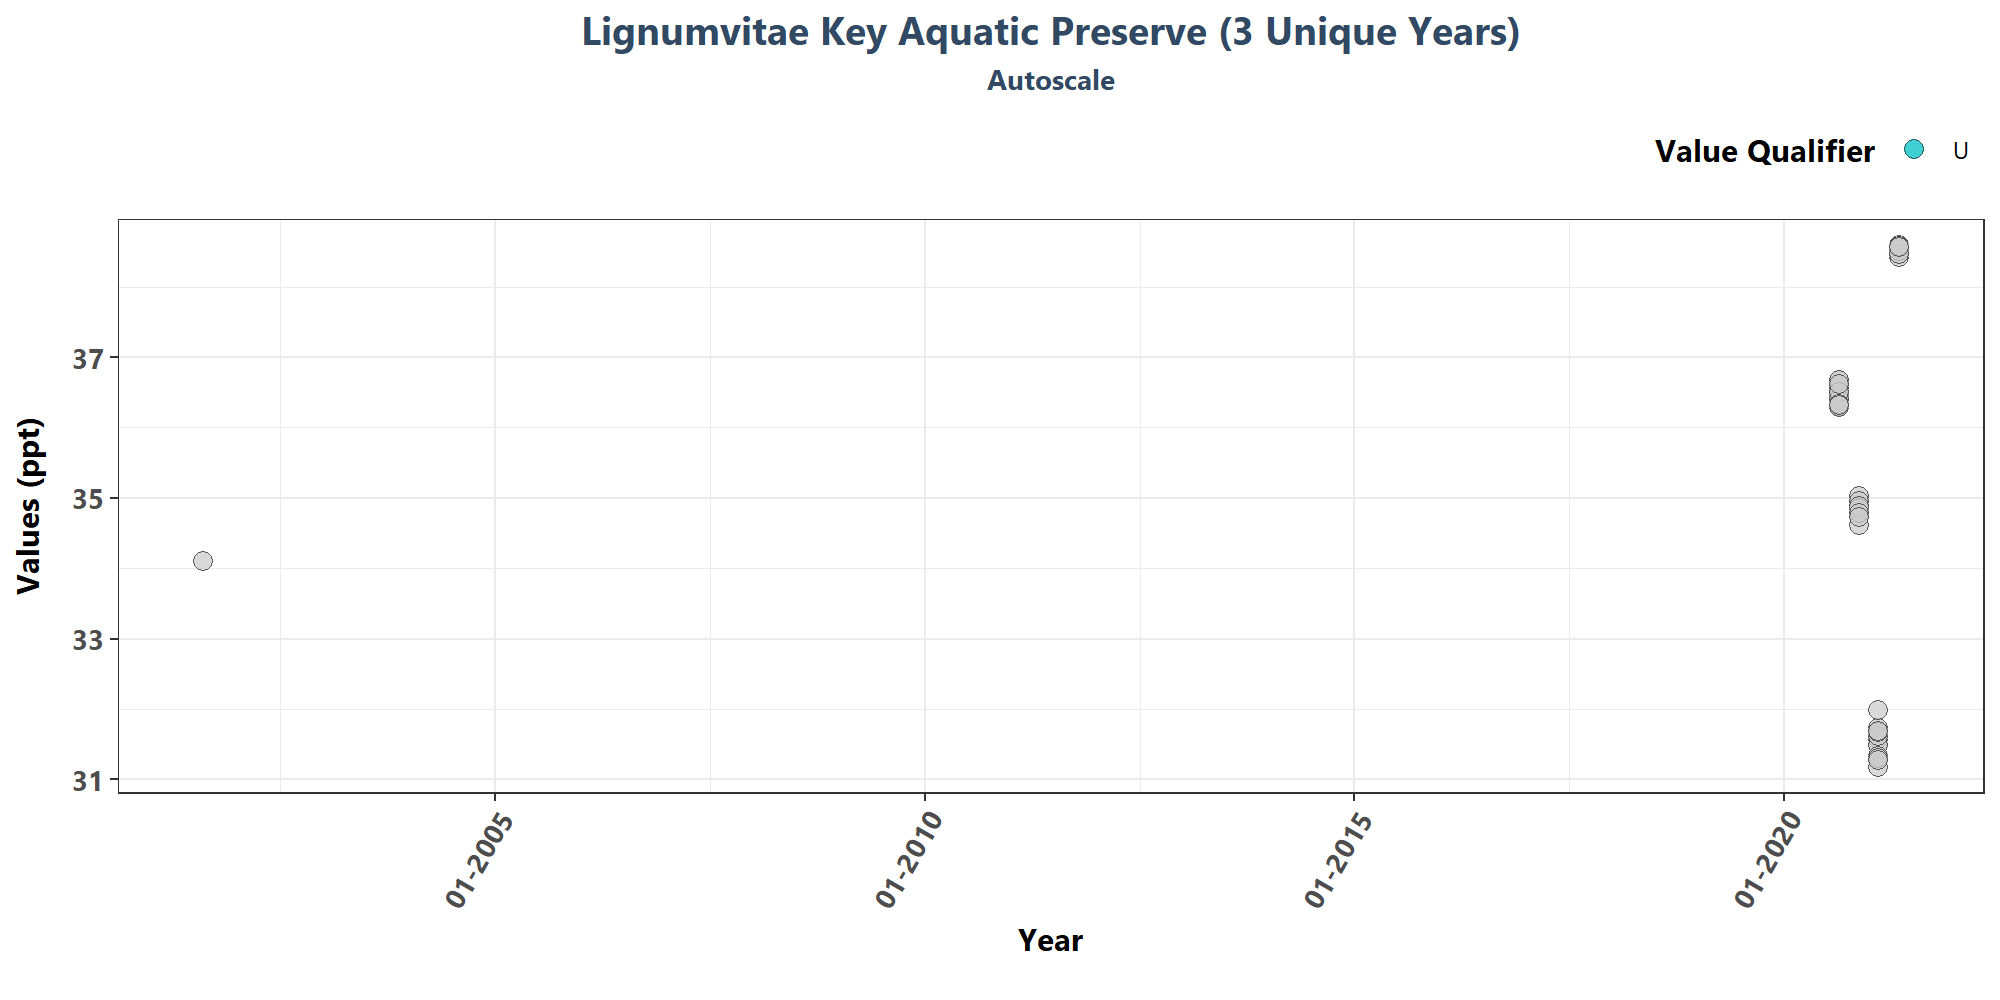 Lignumvitae Key Aquatic Preserve (3 Unique Years)
Autoscale
Value Qualifier U
Values (ppt)
37
35
33
31
01-2005
01-2010
01-2015
01-2020
Year